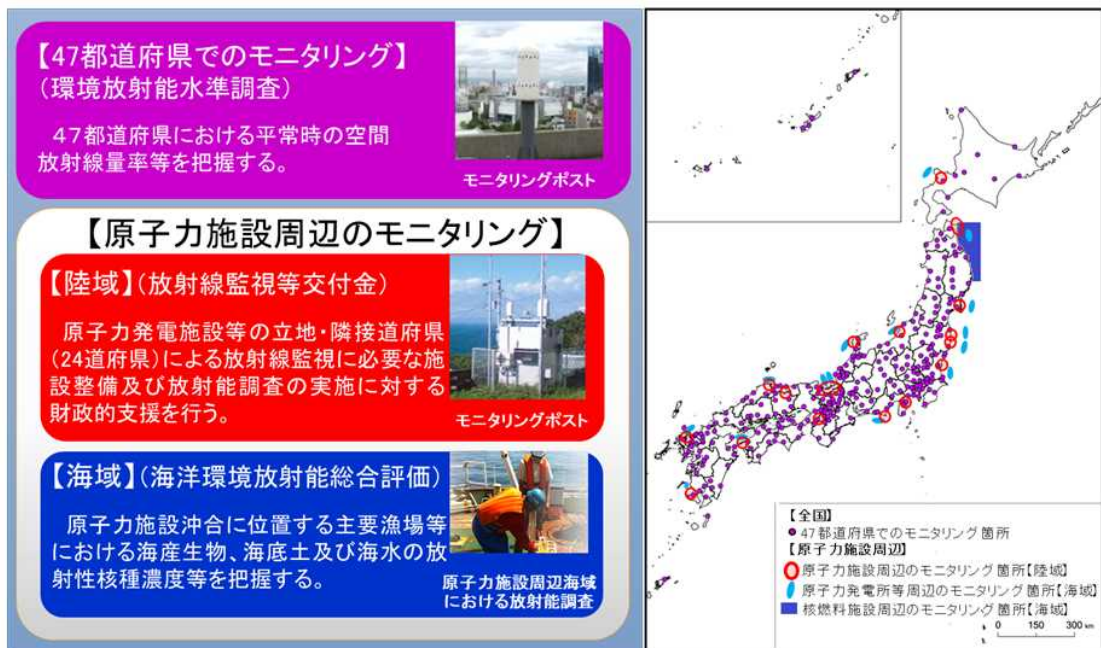 【47都道府県でのモニタリング】
（環境放射能水準調査）
４７都道府県における平常時の空間
放射線量率等を把握する。
モニタリングポスト
【原子力施設周辺のモニタリング】
【陸域】（放射線監視等交付金）
原子力発電施設等の立地・隣接道府県
（24道府県）による放射線監視に必要な施
設整備及び放射能調査の実施に対する
財政的支援を行う。
モニタリングポスト
【海域】（海洋環境放射能総合評価）
原子力施設沖合に位置する主要漁場等
における海産生物、海底土及び海水の放
射性核種濃度等を把握する。
原子力施設周辺海域
における放射能調査
【全国】
47都道府県でのモニタリング箇所
【原子力施設周辺】
原子力施設周辺のモニタリング箇所【陸域】
原子力発電所等周辺のモニタリング箇所【海域】
核燃料施設周辺のモニタリング箇所【海域】
0 150 300 km